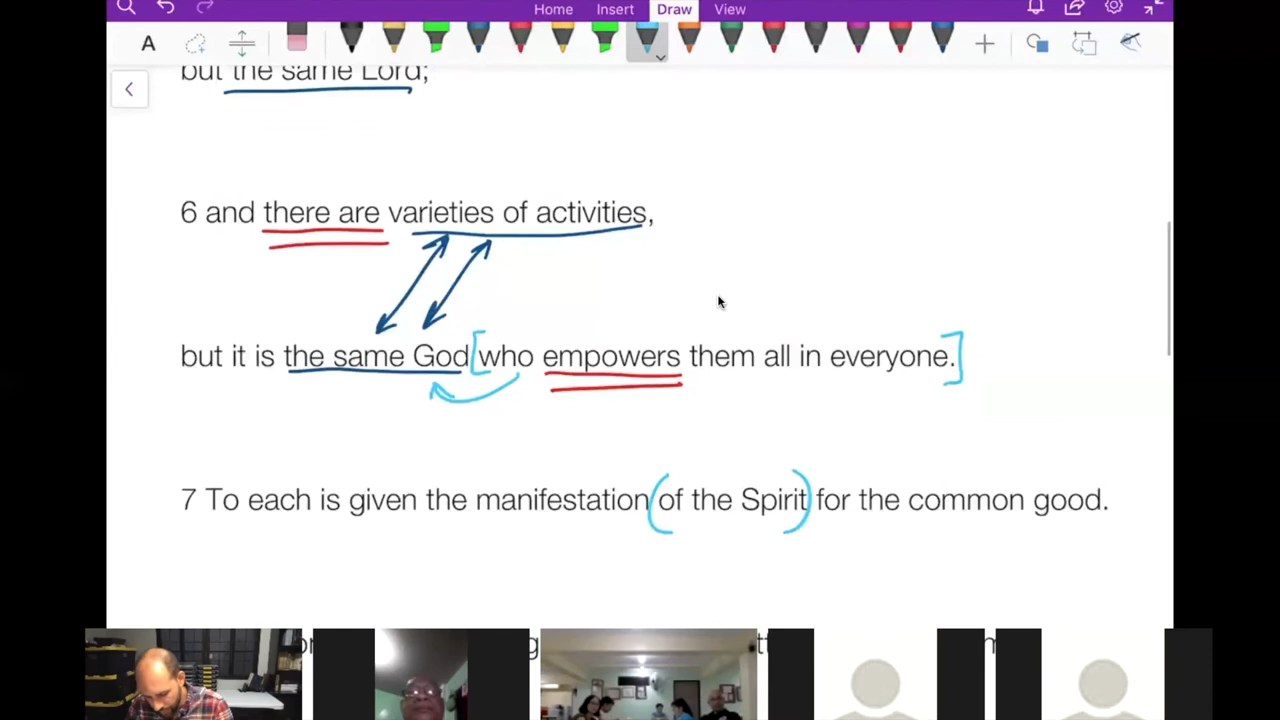 Home Insert Draw View
A
but the same Lord;
6 and there are varieties of activities,
but it is the same God [who empowers them all in everyone.]
7 To each is given the manifestation (of the Spirit) for the common good.